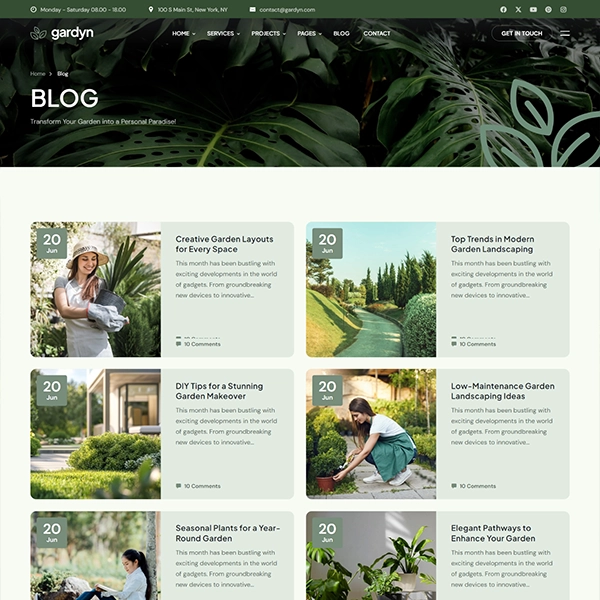 Monday - Saturday 08.00 - 18.00
100 S Main St, New York, NY
contact@gardyn.com
gardyn
HOME
SERVICES
PROJECTS
PAGES
BLOG
CONTACT
GET IN TOUCH
Home
Blog
BLOG
Transform Your Garden into a Personal Paradise!
20
Jun
Creative Garden Layouts
for Every Space
This month has been bustling with
exciting developments in the world
of gadgets. From groundbreaking
new devices to innovative...
10 Comments
20
Jun
Top Trends in Modern
Garden Landscaping
This month has been bustling with
exciting developments in the world
of gadgets. From groundbreaking
new devices to innovative...
10 Comments
20
Jun
DIY Tips for a Stunning
Garden Makeover
This month has been bustling with
exciting developments in the world
of gadgets. From groundbreaking
new devices to innovative...
10 Comments
20
Jun
Low-Maintenance Garden
Landscaping Ideas
This month has been bustling with
exciting developments in the world
of gadgets. From groundbreaking
new devices to innovative...
10 Comments
20
Jun
Seasonal Plants for a Year-
Round Garden
This month has been bustling with
exciting developments in the world
of gadgets. From groundbreaking
new devices to innovative...
20
Jun
Elegant Pathways to
Enhance Your Garden
This month has been bustling with
exciting developments in the world
of gadgets. From groundbreaking
new devices to innovative...